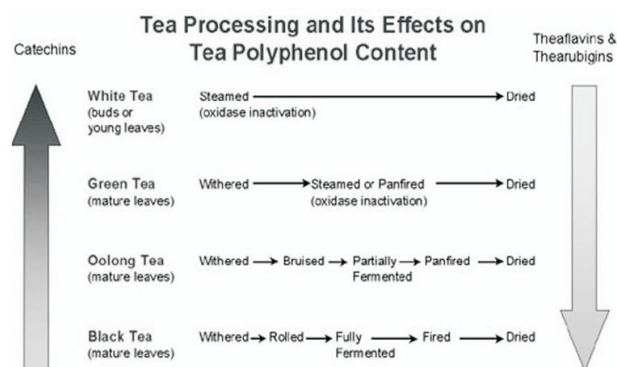 Tea Processing and Its Effects on
Tea Polyphenol Content
Catechins
Theaflavins &
Thearubigins
White Tea
(buds or
young leaves)
Steamed
(oxidase inactivation)
Dried
Green Tea
(mature leaves)
Withered
Steamed or Panfired
(oxidase inactivation)
Dried
Oolong Tea
(mature leaves)
Withered
Bruised
Partially
Fermented
Panfired
Dried
Black Tea
(mature leaves)
Withered
Rolled
Fully
Fermented
Fired
Dried